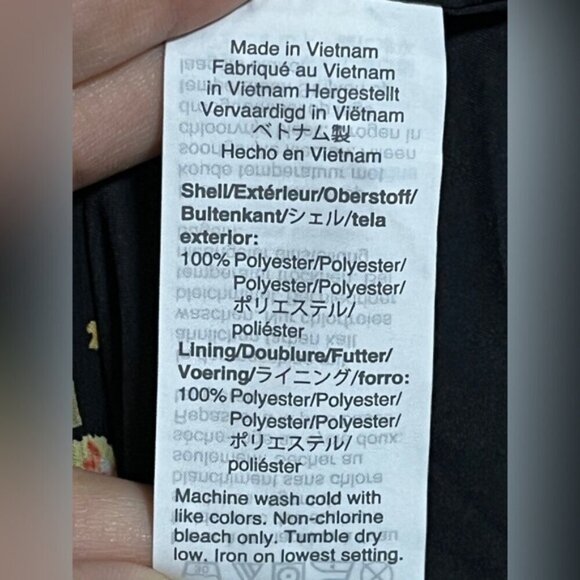 Made in Vietnam
Fabriqué au Vietnam
in Vietnam Hergestellt
Vervaardigd in Viëtnam
ベトナム製
Hecho en Vietnam
Shell/Extérieur/Oberstoff/
Bultenkant/シェル/tela
exterior:
100% Polyester/Polyester/
Polyester/Polyester/
ポリエステル/
poliéster
Lining/Doublure/Futter/
Voering/ライニング/forro:
100% Polyester/Polyester/
Polyester/Polyester/
ポリエステル/
poliéster
Machine wash cold with
like colors. Non-chlorine
bleach only. Tumble dry
low. Iron on lowest setting.